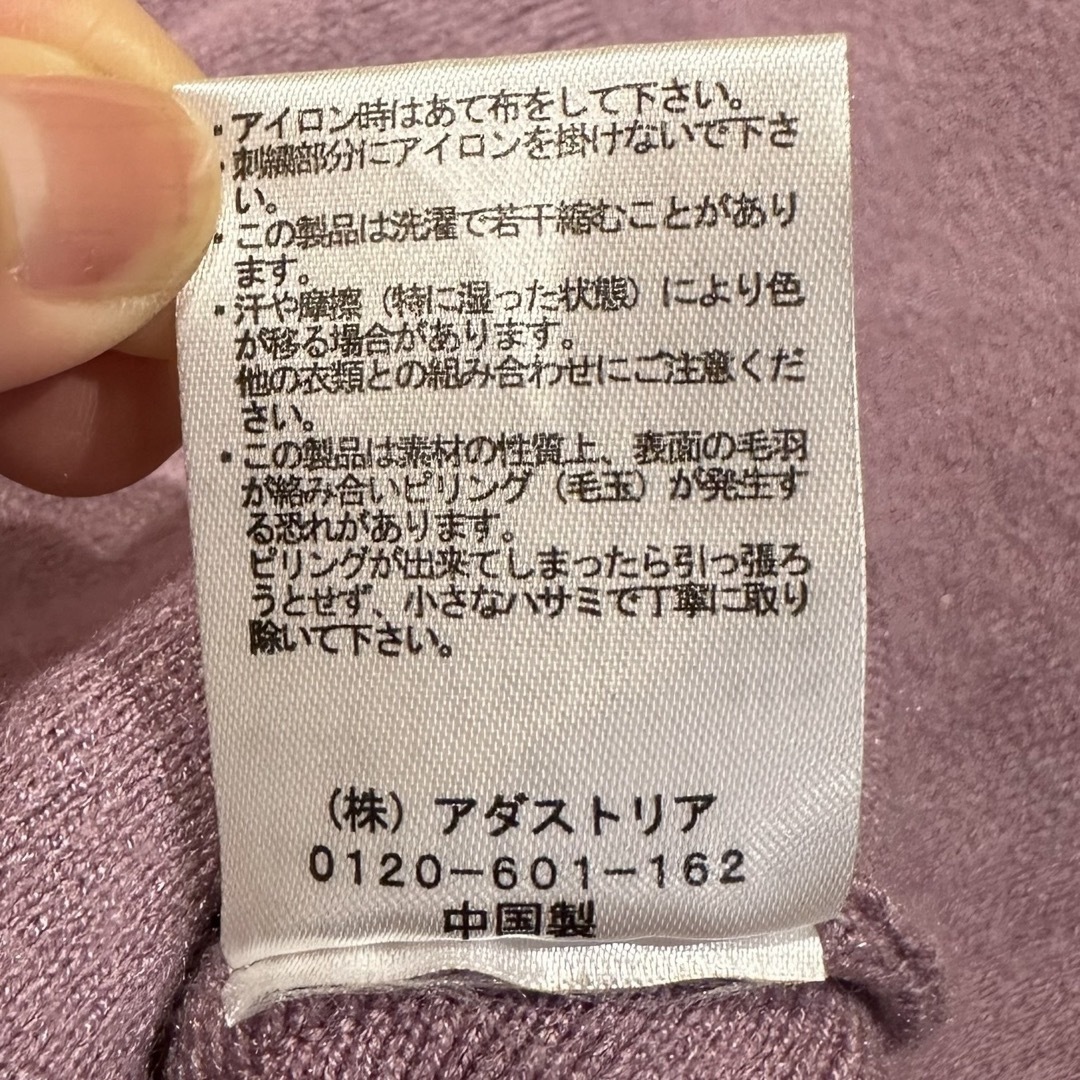 ・アイロン時はあて布をして下さい。
・刺繍部分にアイロンを掛けないで下さ
い。
・この製品は洗濯で若干縮むことがあり
ます。
・汗や摩擦（特に湿った状態）により色
が移る場合があります。
他の衣類との組み合わせにご注意くだ
さい。
・この製品は素材の性質上、表面の毛羽
が絡み合いピリング（毛玉）が発生す
る恐れがあります。
ピリングが出来てしまったら引っ張ろ
うとせず、小さなハサミで丁寧に取り
除いて下さい。
（株）アダストリア
0120-601-162
中国製